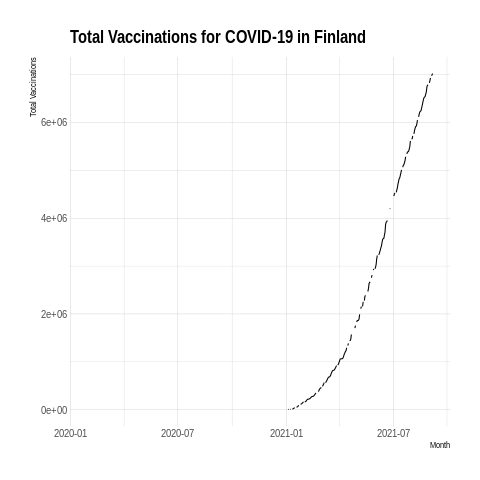 Total Vaccinations for COVID-19 in Finland
Total Vaccinations
6e+06
4e+06
2e+06
0e+00
2020-01
2020-07
2021-01
2021-07
Month